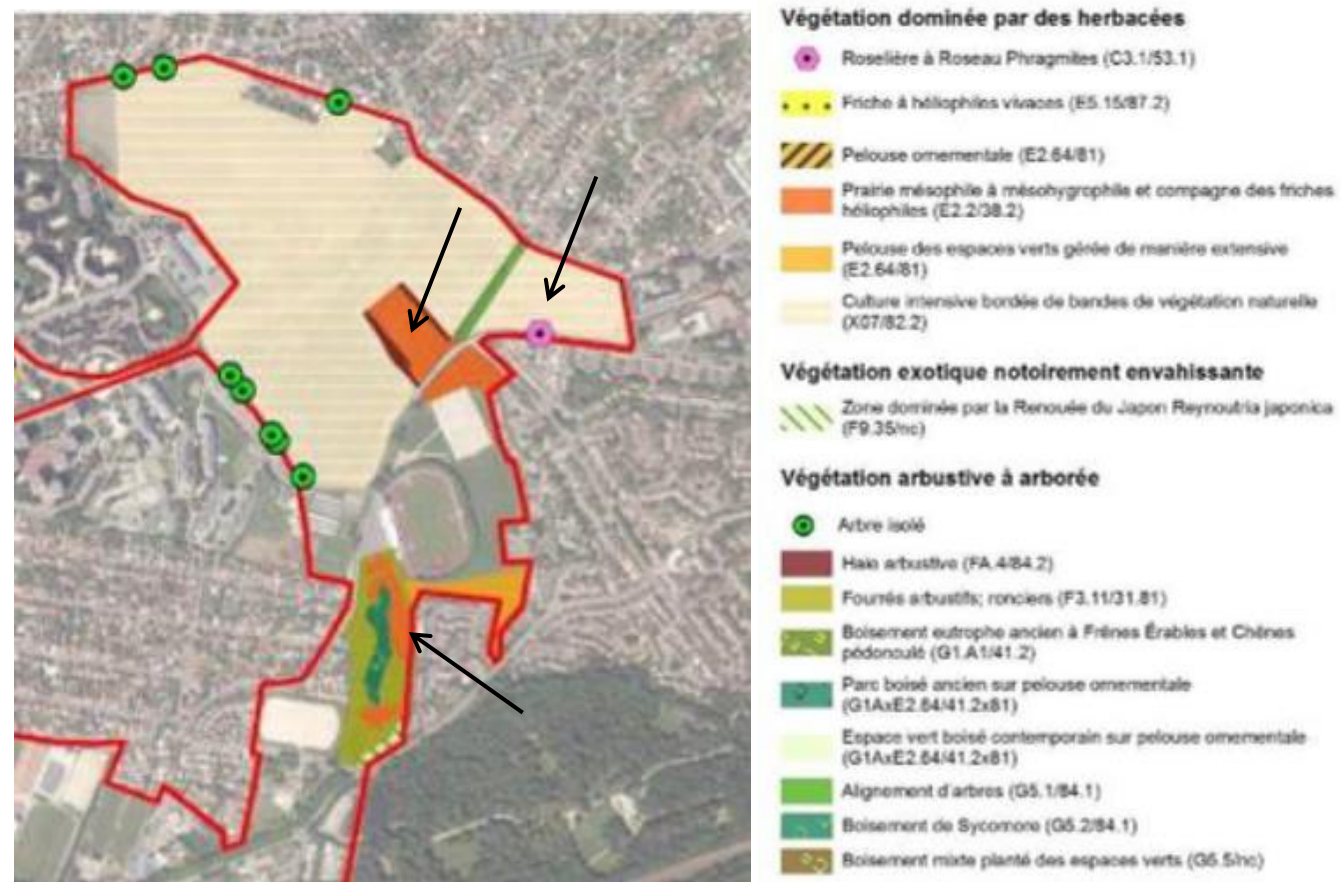 Végétation dominée par des herbacées
Roselière à Roseau Phragmites (C3.1/53.1)
Friche à héliophiles vivaces (E5.15/87.2)
Pelouse ornementale (E2.64/81)
Prairie mésophile à mésohygrophile et compagne des friches
héliophiles (E2.2/38.2)
Pelouse des espaces verts gérée de manière extensive
(E2.64/81)
Culture intensive bordée de bandes de végétation naturelle
(X07/82.2)
Végétation exotique notoirement envahissante
Zone dominée par la Renouée du Japon Reynoutria japonica
(F9.35/nc)
Végétation arbustive à arborée
Arbre isolé
Haie arbustive (FA.4/84.2)
Fourrés arbustifs; ronciers (F3.11/31.81)
Boisement eutrophe ancien à Frênes Érables et Chênes
pédonculé (G1.A1/41.2)
Parc boisé ancien sur pelouse ornementale
(G1AxE2.64/41.2x81)
Espace vert boisé contemporain sur pelouse ornementale
(G1AxE2.64/41.2x81)
Alignement d'arbres (G5.1/84.1)
Boisement de Sycomore (G5.2/84.1)
Boisement mixte planté des espaces verts (G5.5/nc)